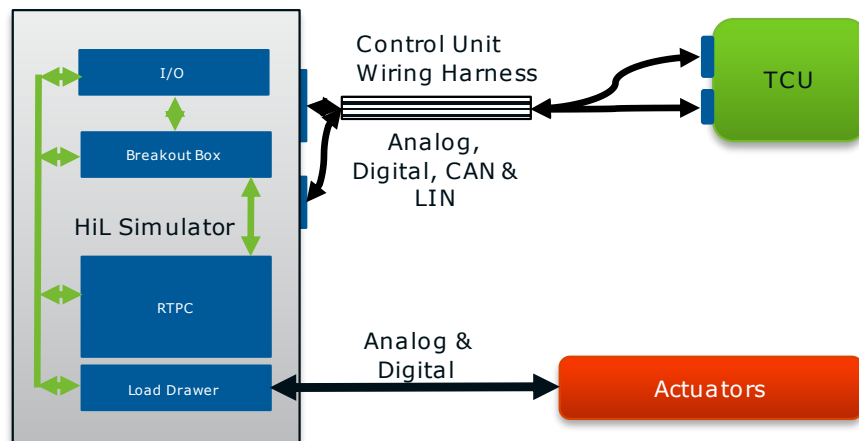 Control Unit
Wiring Harness
TCU
I/O
Breakout Box
Analog,
Digital, CAN &
LIN
HiL Simulator
RTPC
Analog &
Digital
Load Drawer
Actuators